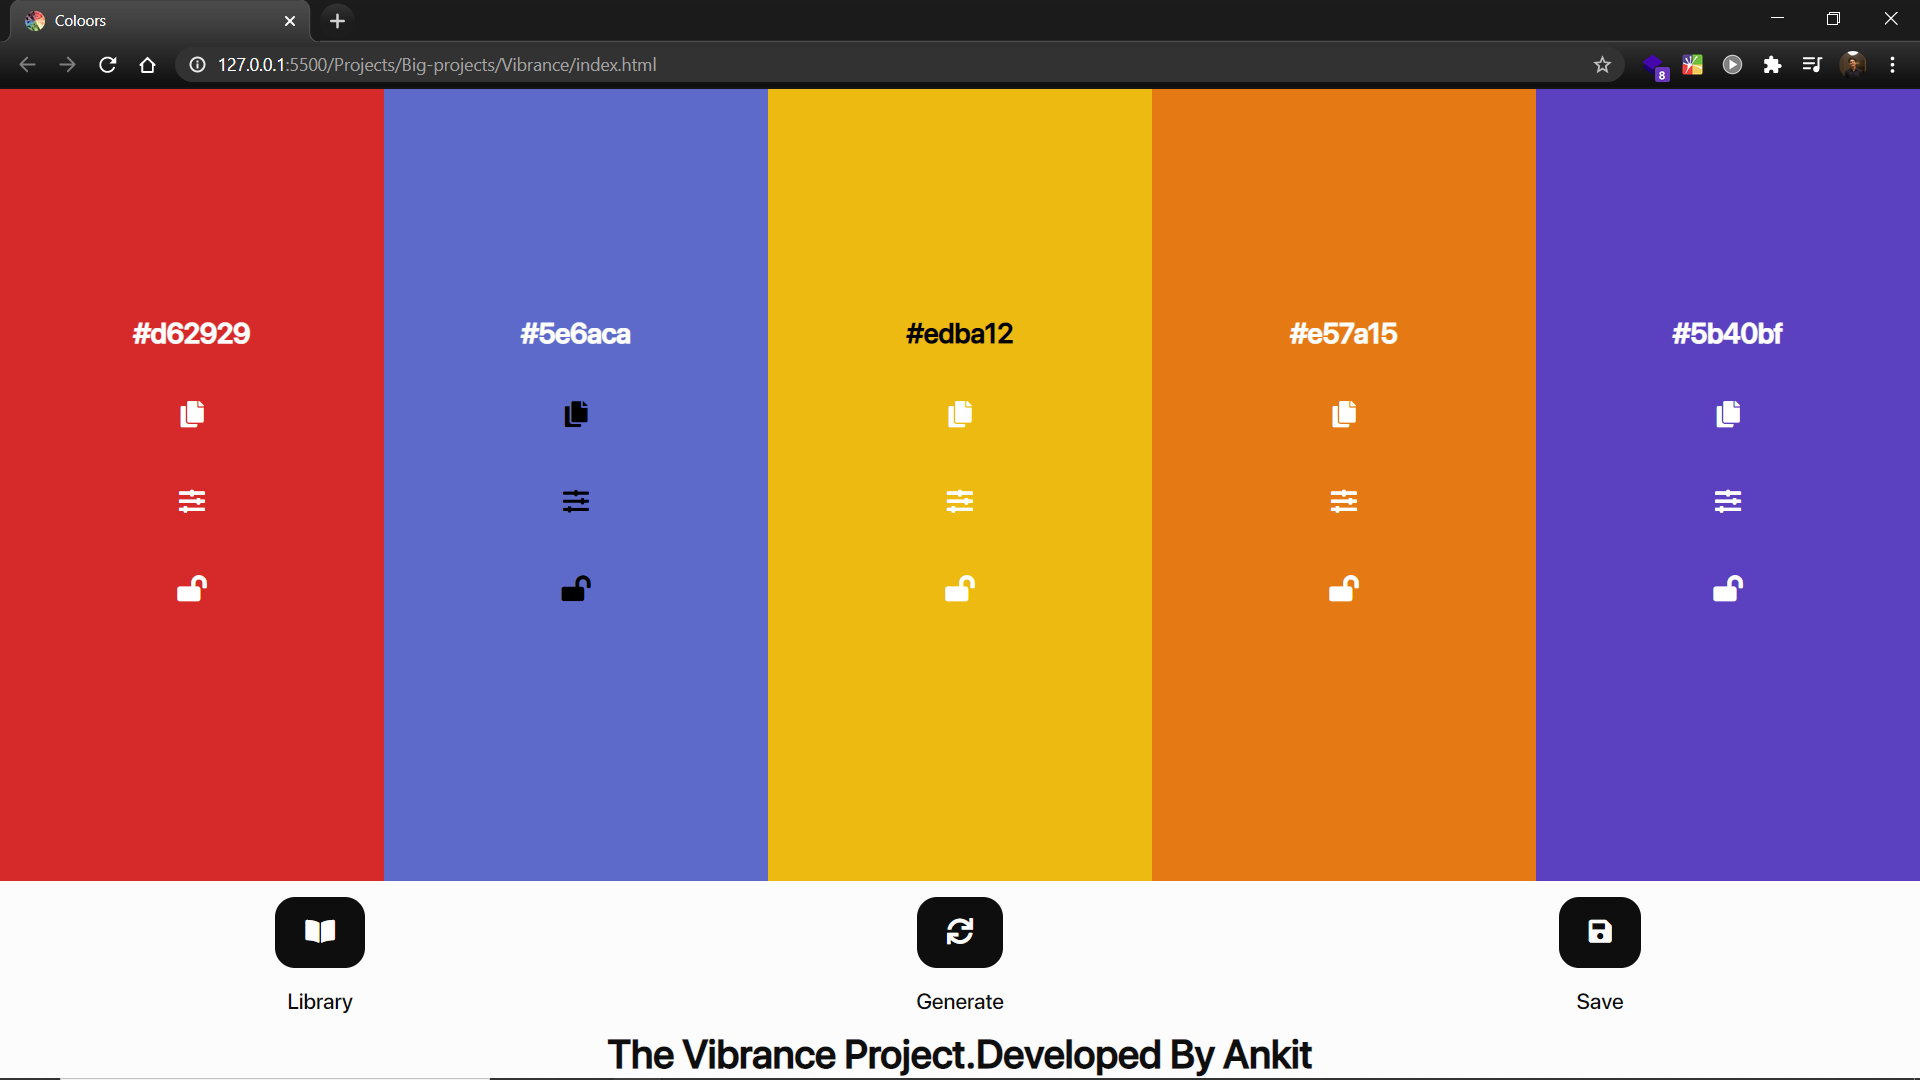 Coloors
127.0.0.1:5500/Projects/Big-projects/Vibrance/index.html
8
#d62929
#5e6aca
#edba12
#e57a15
#5b40bf
Library
Generate
Save
The Vibrance Project.Developed By Ankit